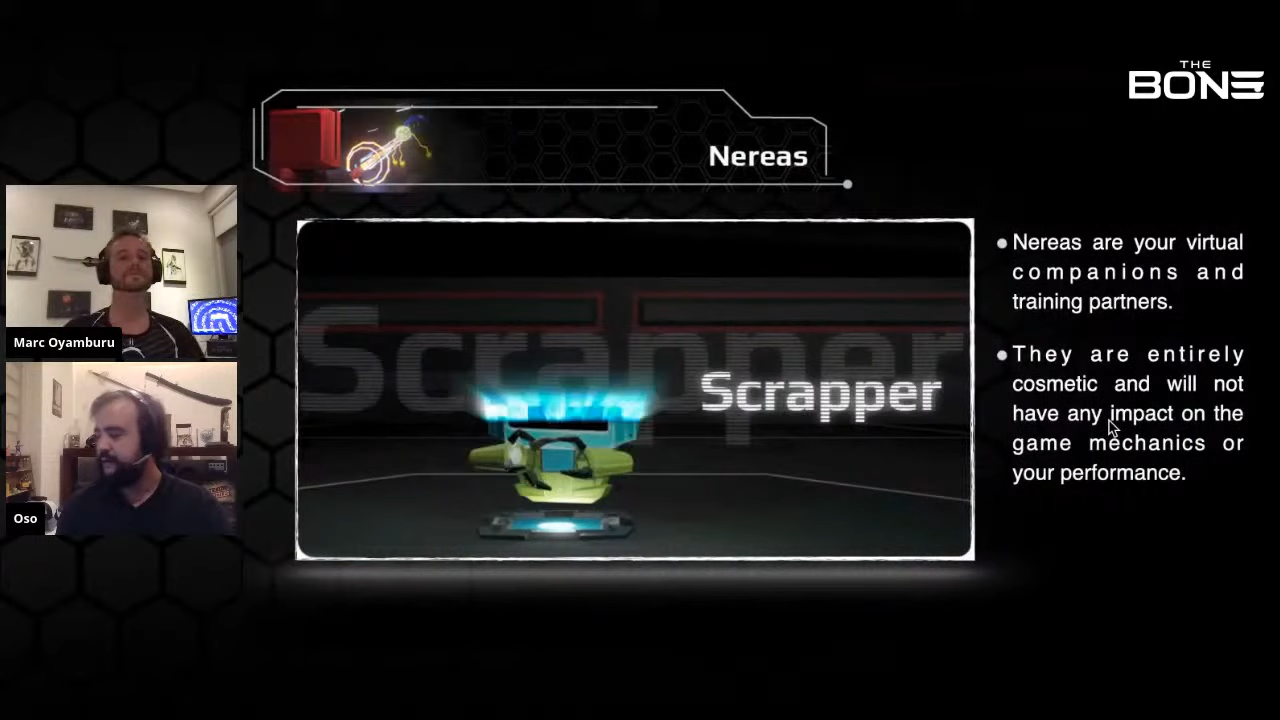 THE
BONE
Nereas
Marc Oyamburu
Oso
Scrapper
Scrapper
Nereas are your virtual
companions and
training partners.
They are entirely
cosmetic and will not
have any impact on the
game mechanics or
your performance.